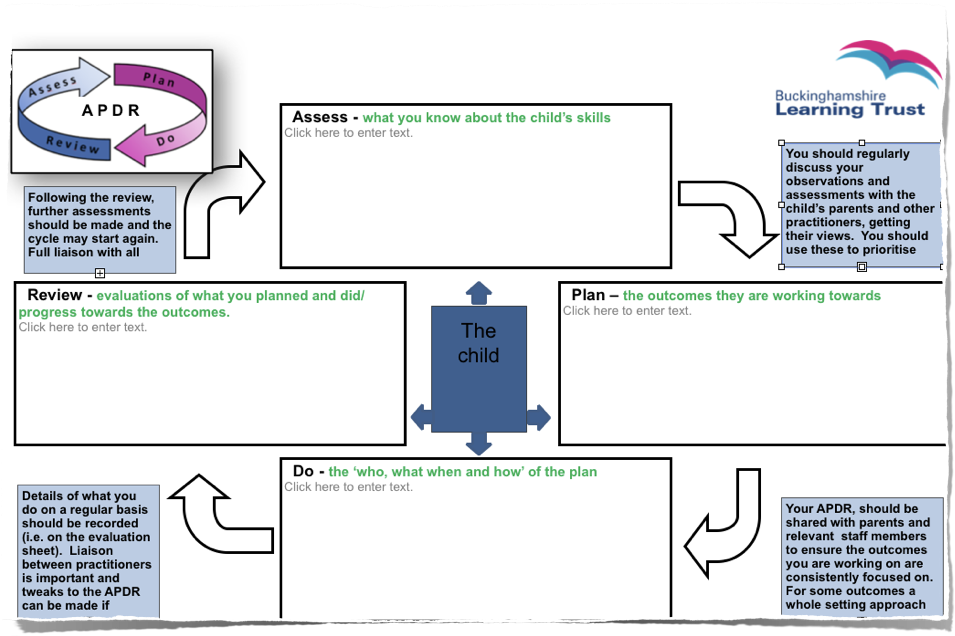 Assess
Plan
A P D R
Review
Do
Buckinghamshire
Learning Trust
Assess - what you know about the child's skills
Click here to enter text.
You should regularly
discuss your
observations and
assessments with the
child's parents and other
practitioners, getting
their views. You should
use these to prioritise
Following the review,
further assessments
should be made and the
cycle may start again.
Full liaison with all
Review - evaluations of what you planned and did/
progress towards the outcomes.
Click here to enter text.
The
child
Plan – the outcomes they are working towards
Click here to enter text.
Do - the ‘who, what when and how’ of the plan
Click here to enter text.
Details of what you
do on a regular basis
should be recorded
(i.e. on the evaluation
sheet). Liaison
between practitioners
is important and
tweaks to the APDR
can be made if
Your APDR, should be
shared with parents and
relevant staff members
to ensure the outcomes
you are working on are
consistently focused on.
For some outcomes a
whole setting approach